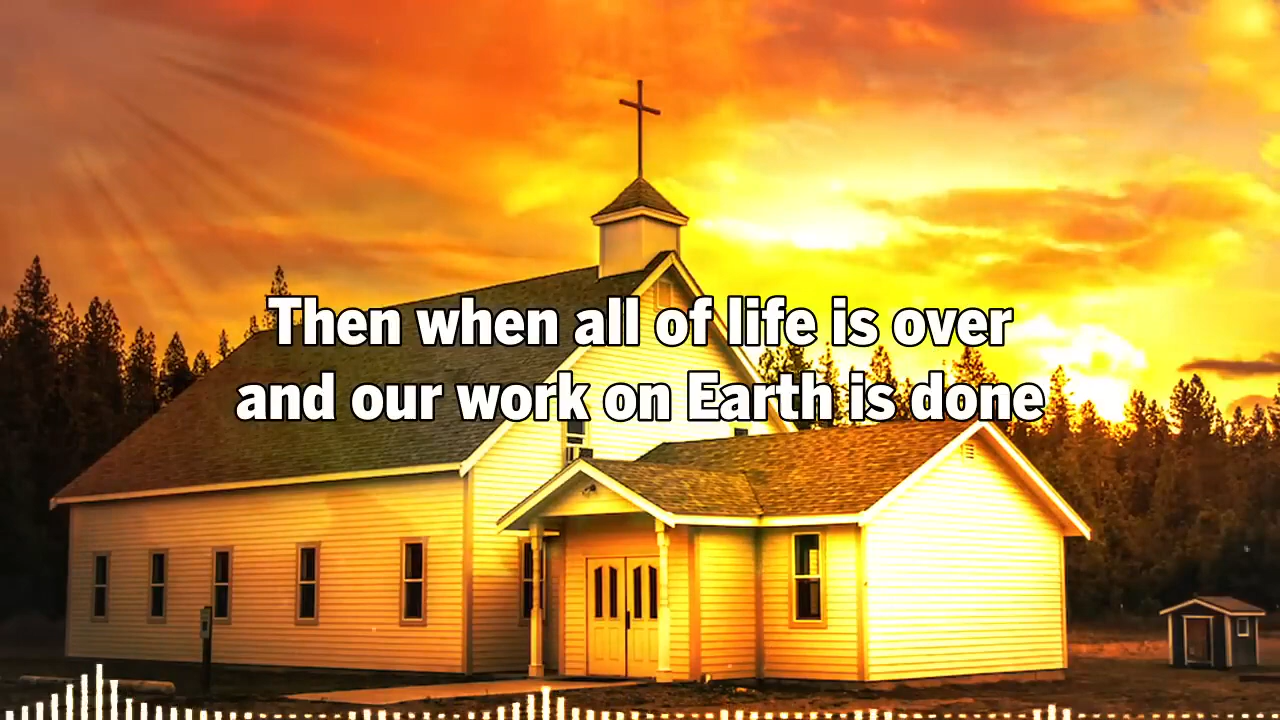 Then when all of life is over
and our work on Earth is done